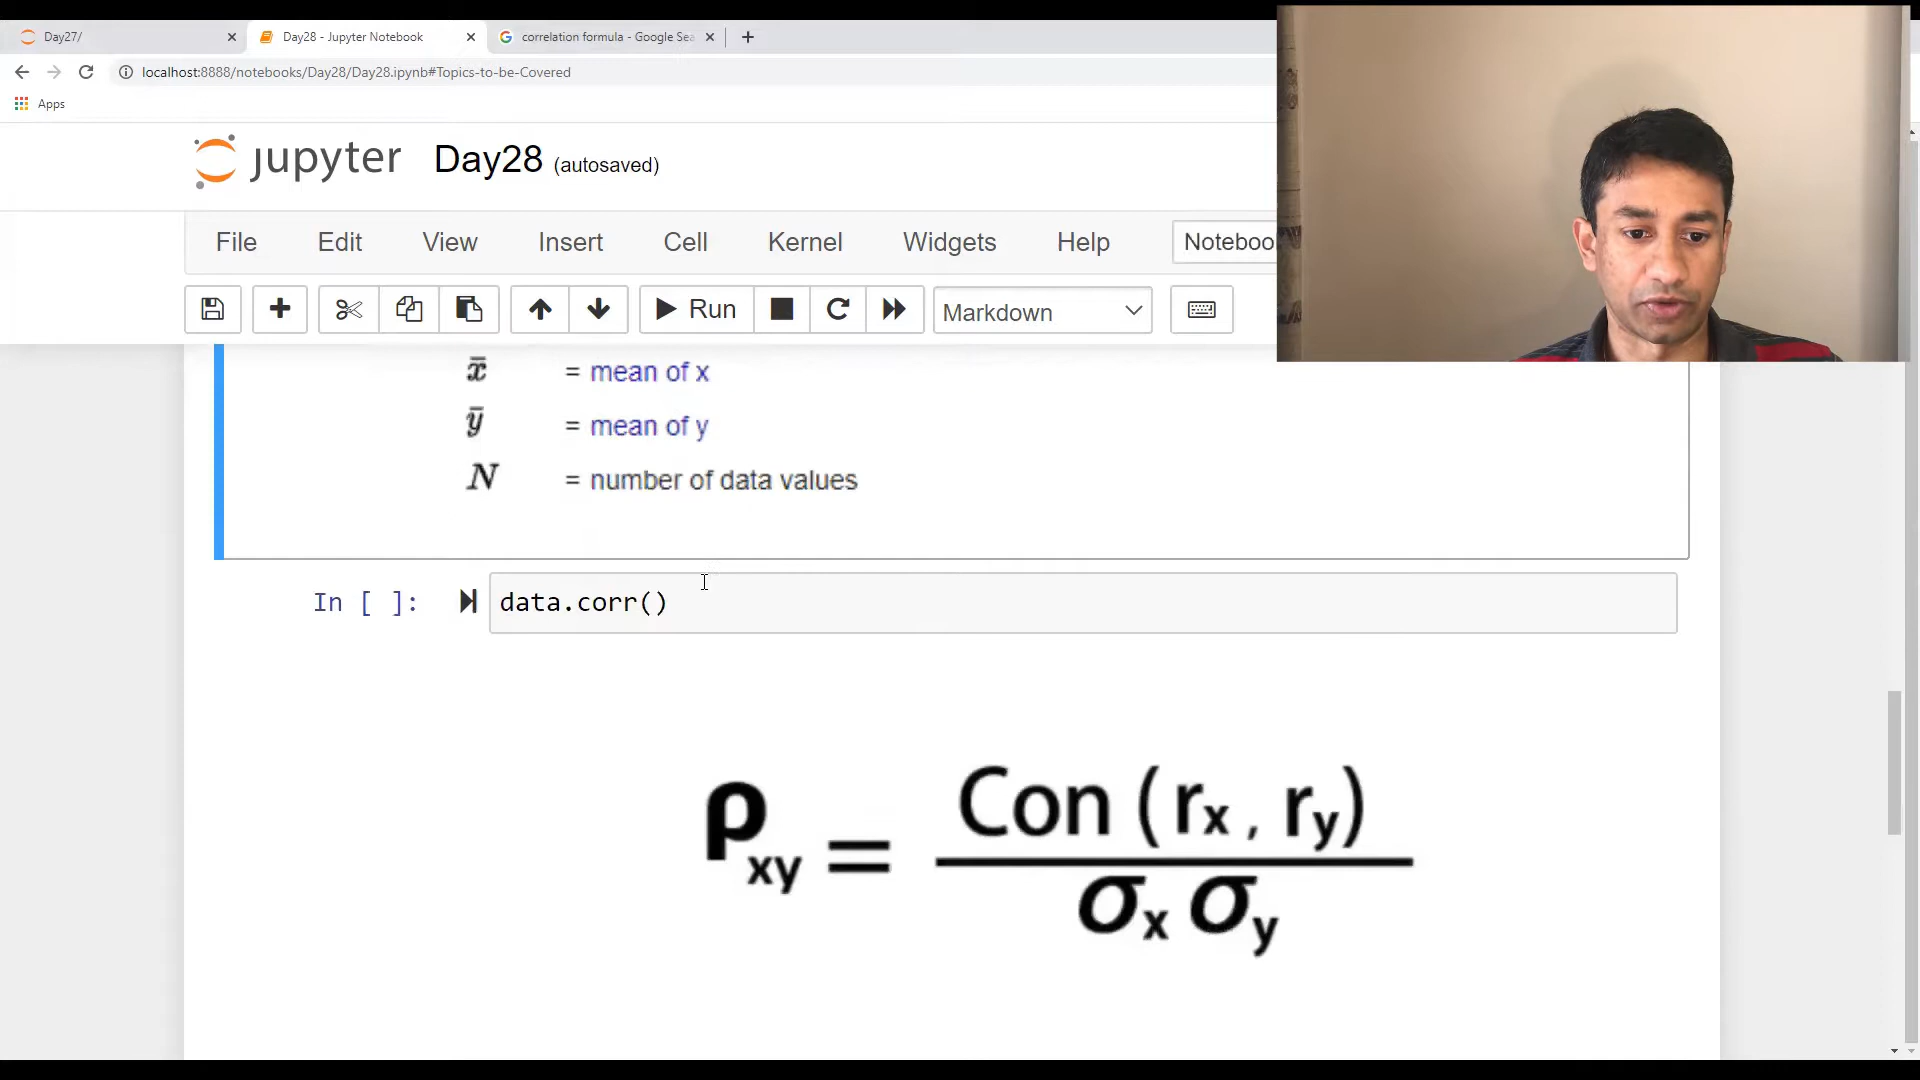 Day27/
Day28 - Jupyter Notebook
correlation formula - Google Sea
localhost:8888/notebooks/Day28/Day28.ipynb#Topics-to-be-Covered
Apps
jupyter Day28 (autosaved)
File Edit View Insert Cell Kernel Widgets Help Noteboo
Run Markdown
x̄ = mean of x
ȳ = mean of y
N = number of data values
In [ ]: data.corr()
ρxy = Con (rx, ry)
σx σy